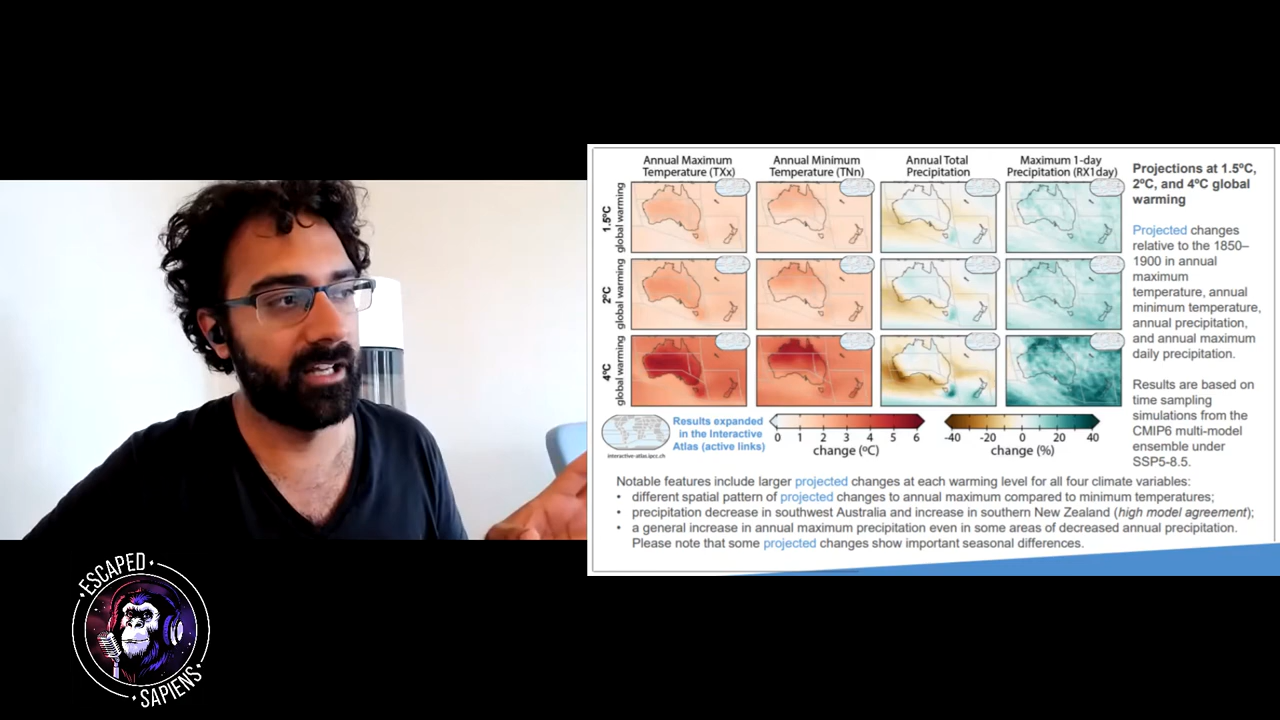 Annual Maximum
Temperature (TXx)
Annual Minimum
Temperature (TNn)
Annual Total
Precipitation
Maximum 1-day
Precipitation (RX1day)
1.5ºC
global warming
2ºC
global warming
4ºC
global warming
Results expanded
in the Interactive
Atlas (active links)
interactive-atlas.ipcc.ch
0 1 2 3 4 5 6
change (ºC)
-40 -20 0 20 40
change (%)
Projections at 1.5ºC,
2ºC, and 4ºC global
warming
Projected changes
relative to the 1850–
1900 in annual
maximum
temperature, annual
minimum temperature,
annual precipitation,
and annual maximum
daily precipitation.
Results are based on
time sampling
simulations from the
CMIP6 multi-model
ensemble under
SSP5-8.5.
Notable features include larger projected changes at each warming level for all four climate variables:
• different spatial pattern of projected changes to annual maximum compared to minimum temperatures;
• precipitation decrease in southwest Australia and increase in southern New Zealand (high model agreement);
• a general increase in annual maximum precipitation even in some areas of decreased annual precipitation.
Please note that some projected changes show important seasonal differences.
ESCAPED
SAPIENS